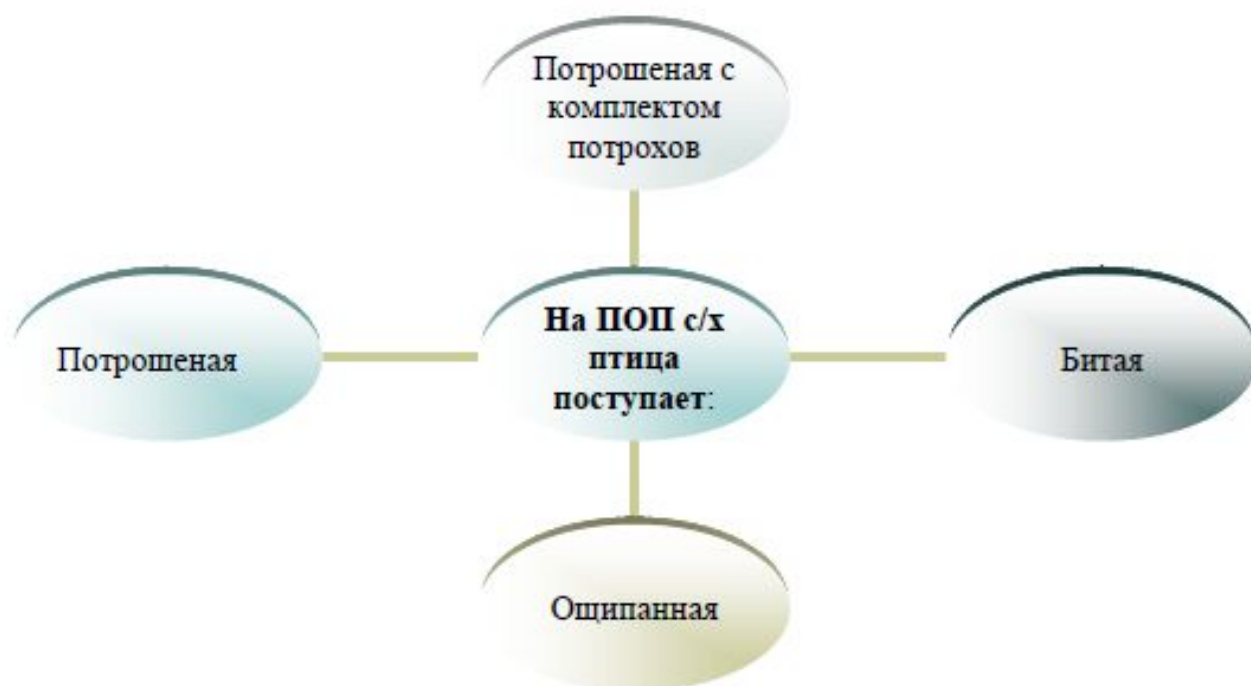 Потрошеная с
комплектом
потрохов
Потрошеная
На ПОП с/х
птица
поступает:
Битая
Ощипанная